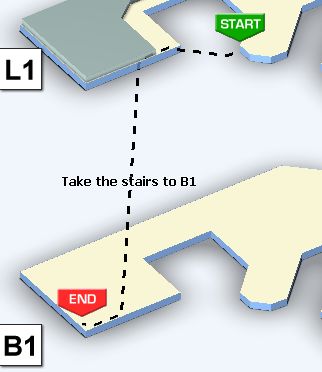 START
L1
Take the stairs to B1
END
B1